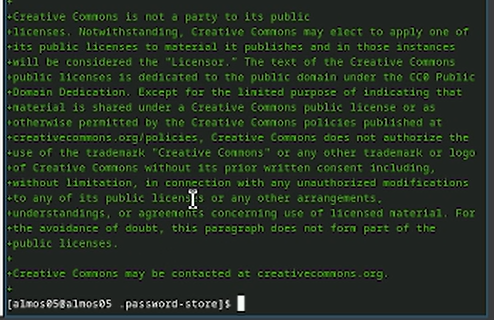 +Creative Commons is not a party to its public
+licenses. Notwithstanding, Creative Commons may elect to apply one of
+its public licenses to material it publishes and in those instances
+will be considered the "Licensor." The text of the Creative Commons
+public licenses is dedicated to the public domain under the CC0 Public
+Domain Dedication. Except for the limited purpose of indicating that
+material is shared under a Creative Commons public license or as
+otherwise permitted by the Creative Commons policies published at
+creativecommons.org/policies, Creative Commons does not authorize the
+use of the trademark "Creative Commons" or any other trademark or logo
+of Creative Commons without its prior written consent including,
+without limitation, in connection with any unauthorized modifications
+to any of its public licenses or any other arrangements,
+understandings, or agreements concerning use of licensed material. For
+the avoidance of doubt, this paragraph does not form part of the
+public licenses.
+
+Creative Commons may be contacted at creativecommons.org.
+
[almos05@almos05 .password-store]$